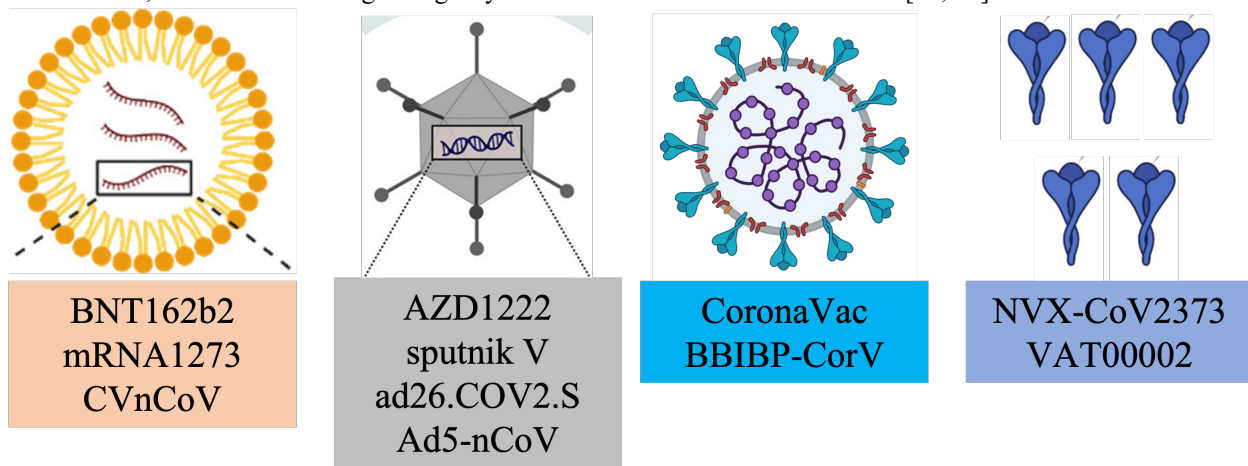 BNT162b2
mRNA1273
CVnCoV
AZD1222
sputnik V
ad26.COV2.S
Ad5-nCoV
CoronaVac
BBIBP-CorV
NVX-CoV2373
VAT00002